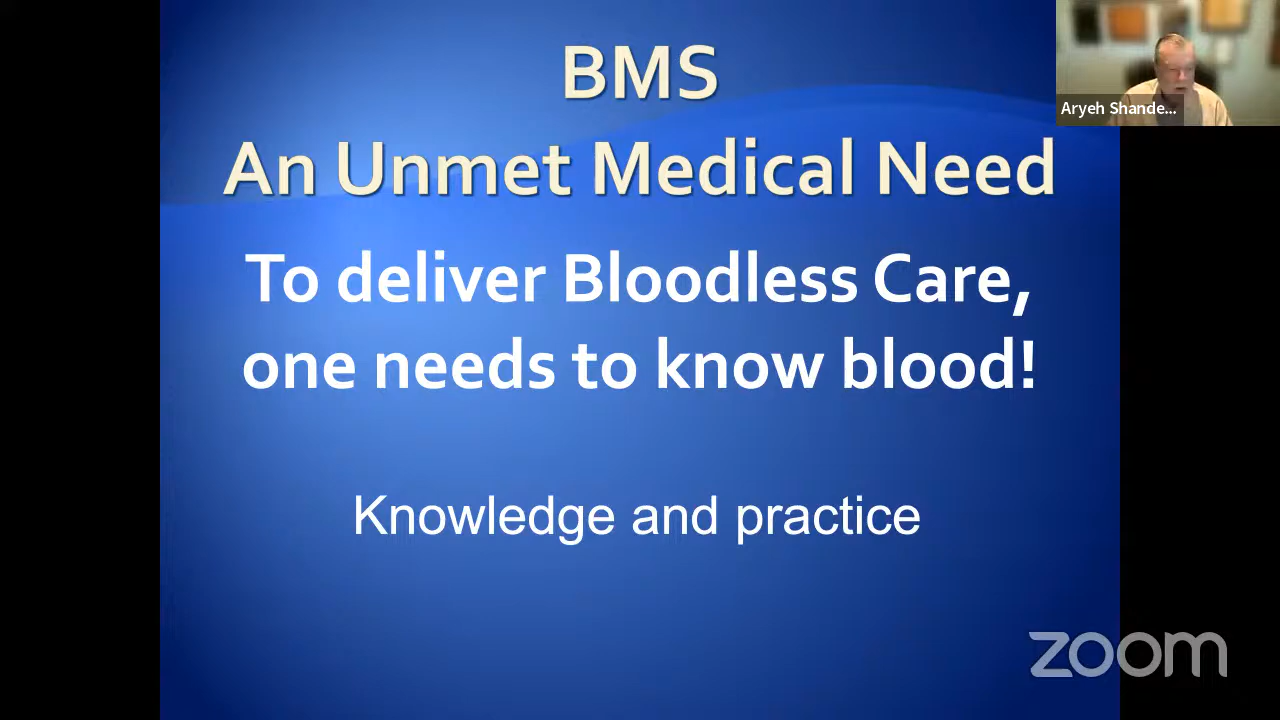 BMS
An Unmet Medical Need
To deliver Bloodless Care,
one needs to know blood!
Knowledge and practice
Aryeh Shande...
zoom